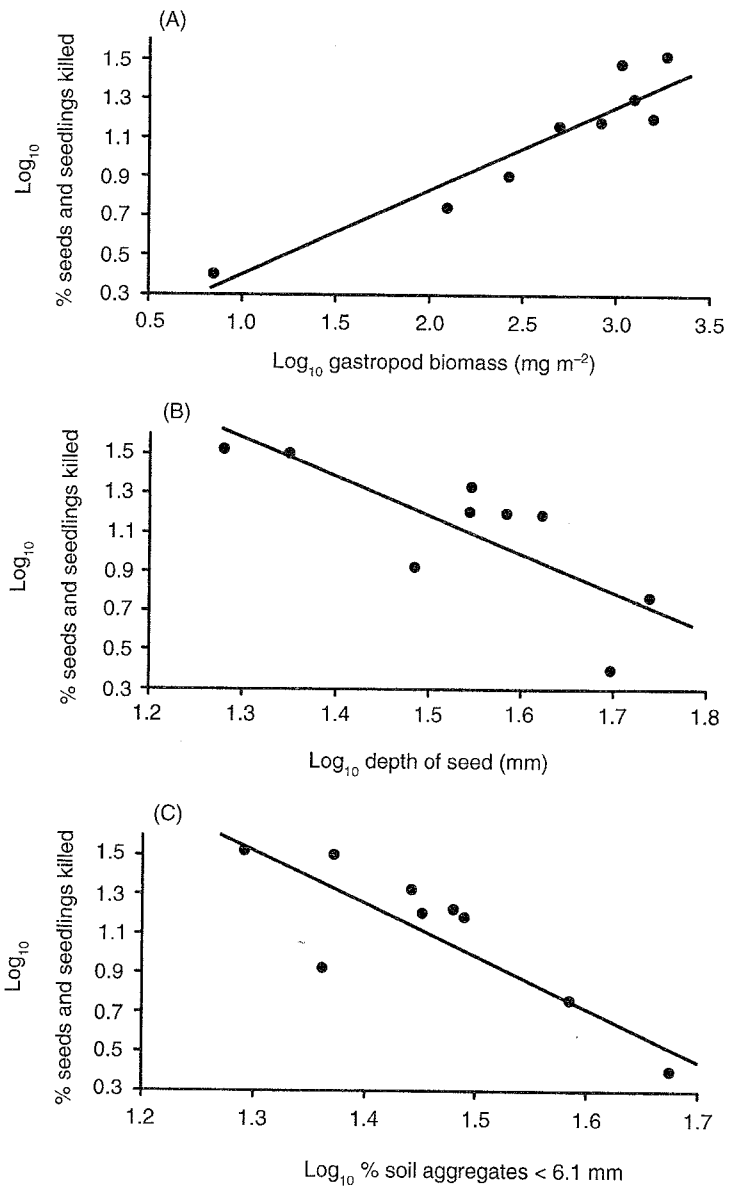 (A)
Log10
% seeds and seedlings killed
1.5
1.3
1.1
0.9
0.7
0.5
0.3
0.5 1.0 1.5 2.0 2.5 3.0 3.5
Log10 gastropod biomass (mg m–2)
(B)
Log10
% seeds and seedlings killed
1.5
1.3
1.1
0.9
0.7
0.5
0.3
1.2 1.3 1.4 1.5 1.6 1.7 1.8
Log10 depth of seed (mm)
(C)
Log10
% seeds and seedlings killed
1.5
1.3
1.1
0.9
0.7
0.5
0.3
1.2 1.3 1.4 1.5 1.6 1.7
Log10 % soil aggregates < 6.1 mm